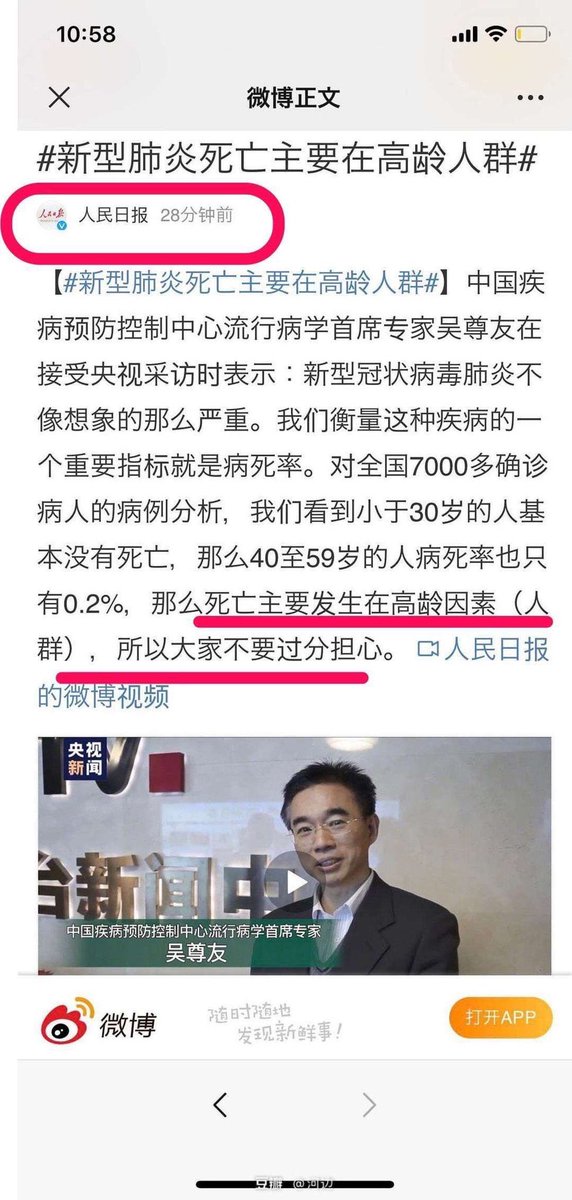 10:58
微博正文
#新型肺炎死亡主要在高龄人群#
人民日报 人民日报 28分钟前
【#新型肺炎死亡主要在高龄人群#】中国疾
病预防控制中心流行病学首席专家吴尊友在
接受央视采访时表示：新型冠状病毒肺炎不
像想象的那么严重。我们衡量这种疾病的一
个重要指标就是病死率。对全国7000多确诊
病人的病例分析，我们看到小于30岁的人基
本没有死亡，那么40至59岁的人病死率也只
有0.2%，那么死亡主要发生在高龄因素（人
群），所以大家不要过分担心。 人民日报
的微博视频
央视
新闻
TV
台新闻中
中国疾病预防控制中心流行病学首席专家
吴尊友
微博
随时随地
发现新鲜事！
打开APP
豆瓣 @河边